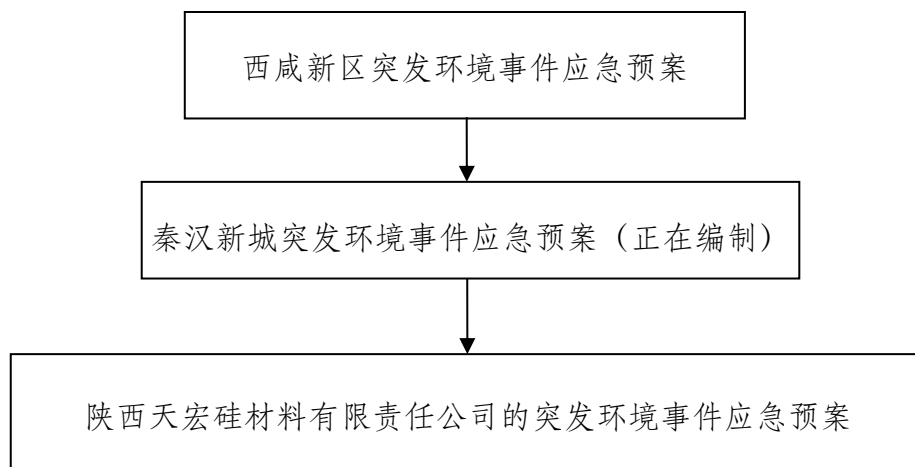 西咸新区突发环境事件应急预案
秦汉新城突发环境事件应急预案（正在编制）
陕西天宏硅材料有限责任公司的突发环境事件应急预案